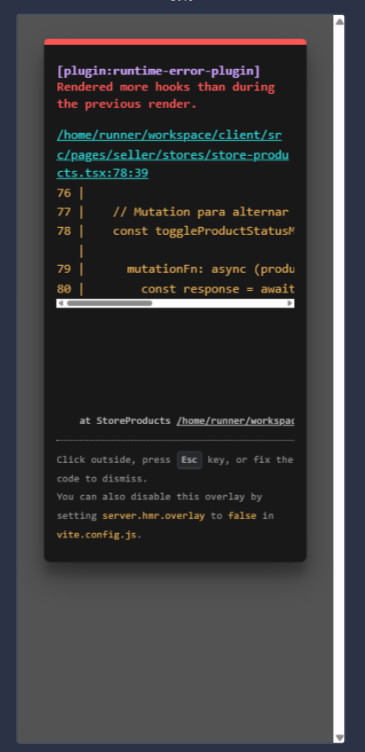 [plugin:runtime-error-plugin]
Rendered more hooks than during
the previous render.
/home/runner/workspace/client/sr
c/pages/seller/stores/store-produ
cts.tsx:78:39
76 |
77 |    // Mutation para alternar
78 |    const toggleProductStatusM
|
79 |      mutationFn: async (produ
80 |        const response = await
at StoreProducts /home/runner/workspac
Click outside, press Esc key, or fix the
code to dismiss.
You can also disable this overlay by
setting server.hmr.overlay to false in
vite.config.js.